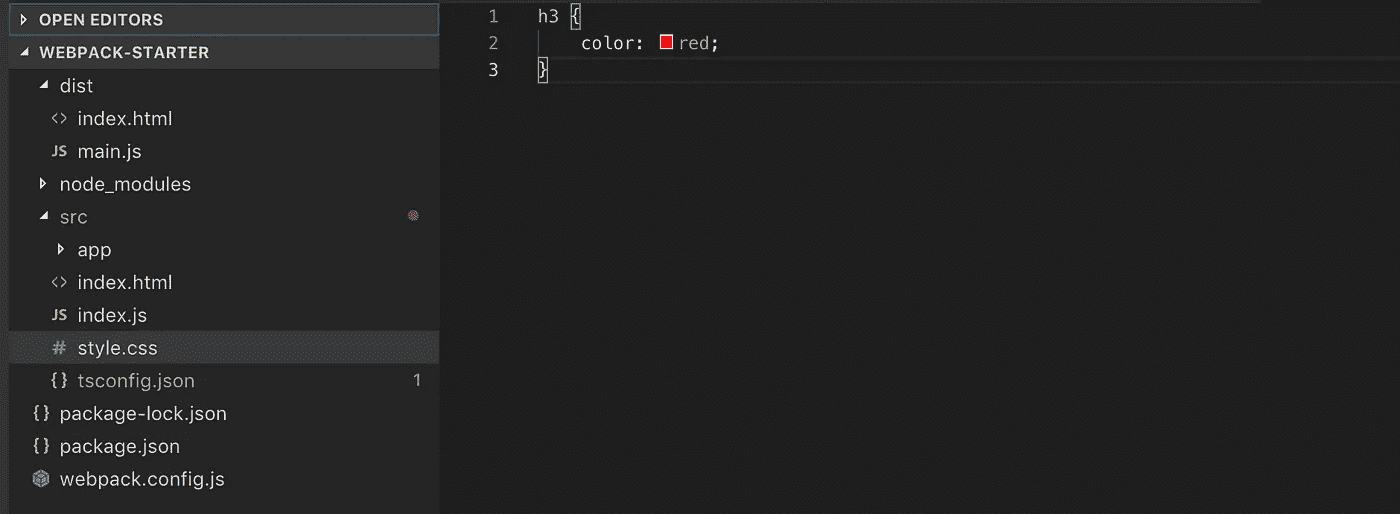 OPEN EDITORS
WEBPACK-STARTER
dist
<> index.html
JS main.js
node_modules
src
app
<> index.html
JS index.js
# style.css
{} tsconfig.json 1
{} package-lock.json
{} package.json
webpack.config.js
1 h3 {
2 color: red;
3 }